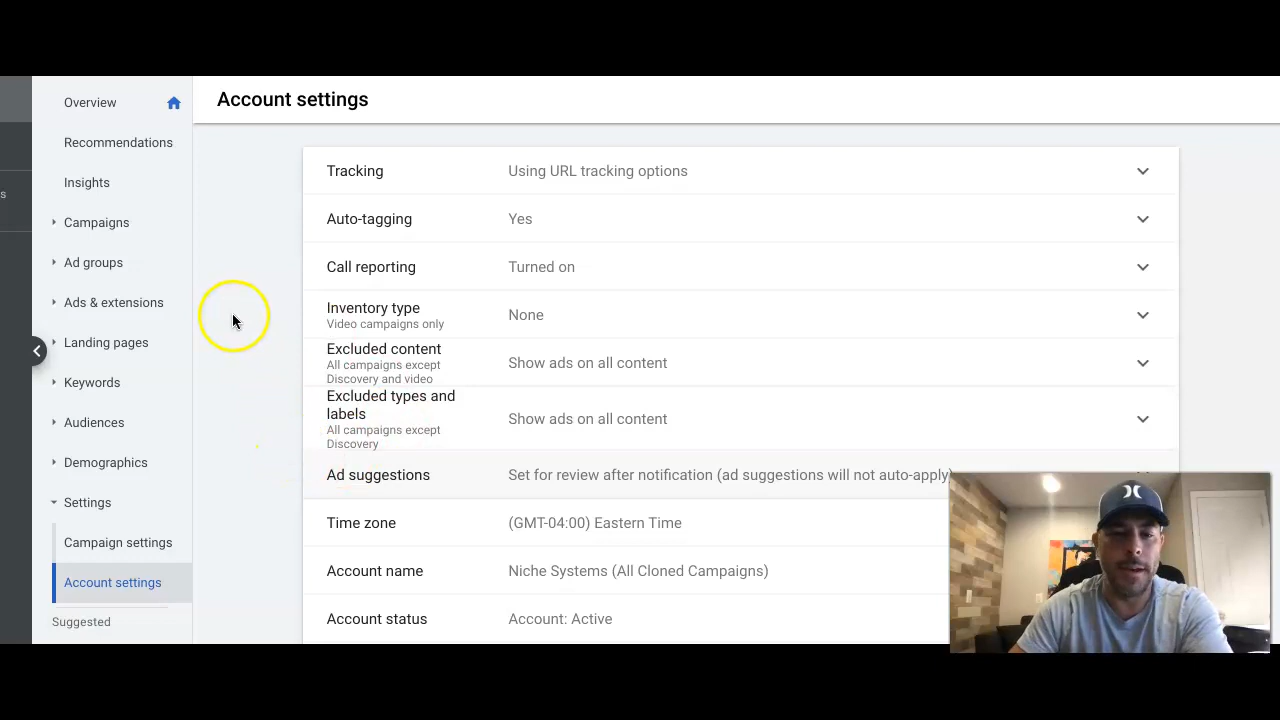 Account settings
Overview
Recommendations
Insights
Campaigns
Ad groups
Ads & extensions
Landing pages
Keywords
Audiences
Demographics
Settings
Campaign settings
Account settings
Suggested
s
Tracking Using URL tracking options
Auto-tagging Yes
Call reporting Turned on
Inventory type None
Video campaigns only
Excluded content Show ads on all content
All campaigns except
Discovery and video
Excluded types and
labels Show ads on all content
All campaigns except
Discovery
Ad suggestions Set for review after notification (ad suggestions will not auto-apply)
Time zone (GMT-04:00) Eastern Time
Account name Niche Systems (All Cloned Campaigns)
Account status Account: Active